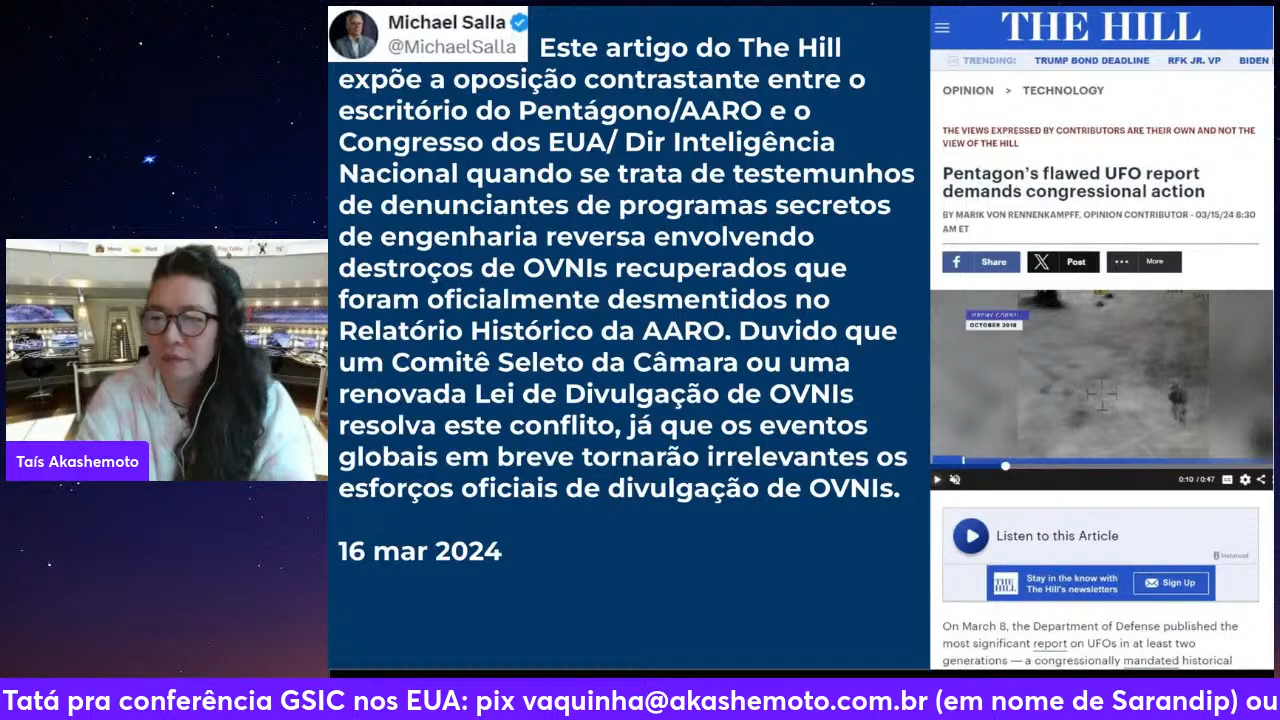 Michael Salla
@MichaelSalla
Este artigo do The Hill
expõe a oposição contrastante entre o
escritório do Pentágono/AARO e o
Congresso dos EUA/ Dir Inteligência
Nacional quando se trata de testemunhos
de denunciantes de programas secretos
de engenharia reversa envolvendo
destroços de OVNIs recuperados que
foram oficialmente desmentidos no
Relatório Histórico da AARO. Duvido que
um Comitê Seleto da Câmara ou uma
renovada Lei de Divulgação de OVNIs
resolva este conflito, já que os eventos
globais em breve tornarão irrelevantes os
esforços oficiais de divulgação de OVNIs.
16 mar 2024
THE HILL
TRENDING: TRUMP BOND DEADLINE RFK JR. VP BIDEN
OPINION > TECHNOLOGY
THE VIEWS EXPRESSED BY CONTRIBUTORS ARE THEIR OWN AND NOT THE
VIEW OF THE HILL
Pentagon's flawed UFO report
demands congressional action
BY MARIK VON RENNENKAMPFF, OPINION CONTRIBUTOR - 03/15/24 8:30
AM ET
Share Post More
JEREMY CORBELL
OCTOBER 2018
0:10 / 0:47
Listen to this Article
THE HILL
Stay in the know with
The Hill's newsletters
Sign Up
On March 8, the Department of Defense published the
most significant report on UFOs in at least two
generations — a congressionally mandated historical
Menu
Taís Akashemoto
Tatá pra conferência GSIC nos EUA: pix vaquinha@akashemoto.com.br (em nome de Sarandip) ou